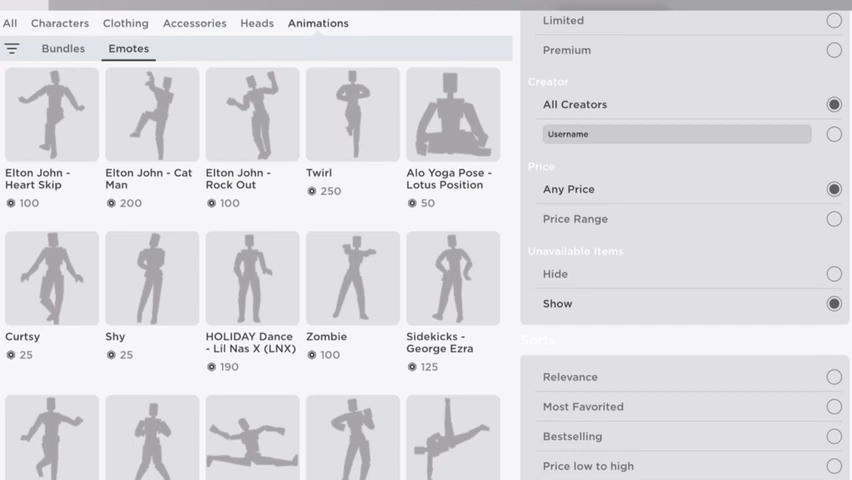 All Characters Clothing Accessories Heads Animations
Bundles Emotes
Elton John -
Heart Skip
100
Elton John - Cat
Man
200
Elton John -
Rock Out
100
Twirl
250
Alo Yoga Pose -
Lotus Position
50
Curtsy
25
Shy
25
HOLIDAY Dance
- Lil Nas X (LNX)
190
Zombie
100
Sidekicks -
George Ezra
125
Limited
Premium
Creator
All Creators
Username
Price
Any Price
Price Range
Unavailable Items
Hide
Show
Sorts
Relevance
Most Favorited
Bestselling
Price low to high